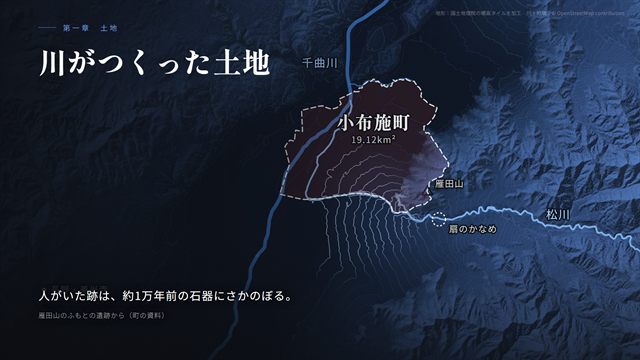 第一章 土地
川がつくった土地
千曲川
小布施町
19.12km²
雁田山
松川
扇のかなめ
人がいた跡は、約1万年前の石器にさかのぼる。
雁田山のふもとの遺跡から（町の資料）